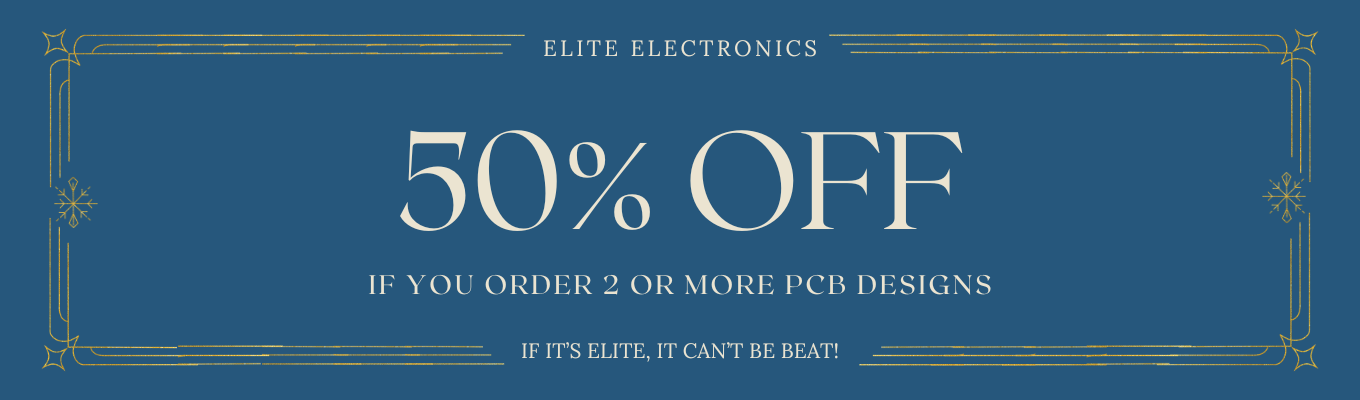 ELITE ELECTRONICS
50% OFF
IF YOU ORDER 2 OR MORE PCB DESIGNS
IF IT'S ELITE, IT CAN'T BE BEAT!